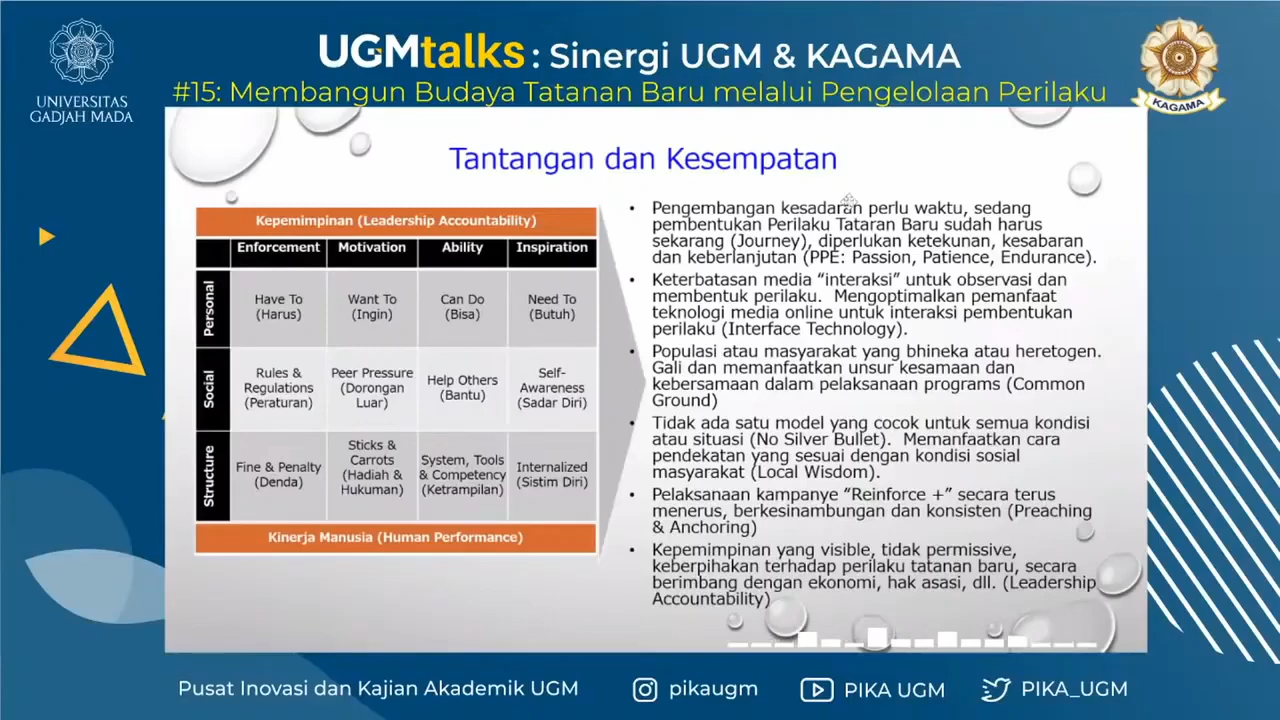 UNIVERSITAS
GADJAH MADA
UGMtalks : Sinergi UGM & KAGAMA
#15: Membangun Budaya Tatanan Baru melalui Pengelolaan Perilaku
KAGAMA
Tantangan dan Kesempatan
Kepemimpinan (Leadership Accountability)
Enforcement Motivation Ability Inspiration
Personal
Have To
(Harus)
Want To
(Ingin)
Can Do
(Bisa)
Need To
(Butuh)
Social
Rules &
Regulations
(Peraturan)
Peer Pressure
(Dorongan
Luar)
Help Others
(Bantu)
Self-
Awareness
(Sadar Diri)
Structure
Fine & Penalty
(Denda)
Sticks &
Carrots
(Hadiah &
Hukuman)
System, Tools
& Competency
(Ketrampilan)
Internalized
(Sistim Diri)
Kinerja Manusia (Human Performance)
• Pengembangan kesadaran perlu waktu, sedang
pembentukan Perilaku Tataran Baru sudah harus
sekarang (Journey), diperlukan ketekunan, kesabaran
dan keberlanjutan (PPE: Passion, Patience, Endurance).
• Keterbatasan media “interaksi” untuk observasi dan
membentuk perilaku. Mengoptimalkan pemanfaat
teknologi media online untuk interaksi pembentukan
perilaku (Interface Technology).
• Populasi atau masyarakat yang bhineka atau heretogen.
Gali dan memanfaatkan unsur kesamaan dan
kebersamaan dalam pelaksanaan programs (Common
Ground)
• Tidak ada satu model yang cocok untuk semua kondisi
atau situasi (No Silver Bullet). Memanfaatkan cara
pendekatan yang sesuai dengan kondisi sosial
masyarakat (Local Wisdom).
• Pelaksanaan kampanye “Reinforce +” secara terus
menerus, berkesinambungan dan konsisten (Preaching
& Anchoring)
• Kepemimpinan yang visible, tidak permissive,
keberpihakan terhadap perilaku tatanan baru, secara
berimbang dengan ekonomi, hak asasi, dll. (Leadership
Accountability)
Pusat Inovasi dan Kajian Akademik UGM
pikaugm
PIKA UGM
PIKA_UGM